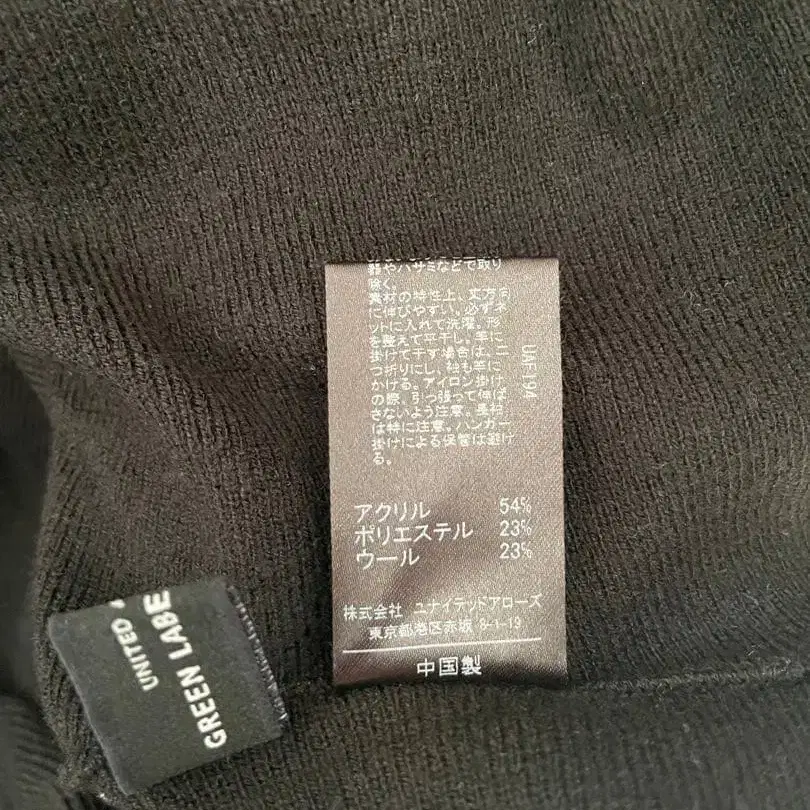 器やハサミなどで取り
除く。
素材の特性上、丈方向
に伸びやすい。必ずネ
ットに入れて洗濯。形
を整えて平干し。竿に
掛けて干す場合は、二
つ折りにし、袖も竿に
かける。アイロン掛け
の際、引っ張って伸ば
さないよう注意。長袖
は特に注意。ハンガー
掛けによる保管は避け
る。
UAFI94
アクリル 54%
ポリエステル 23%
ウール 23%
株式会社 ユナイテッドアローズ
東京都港区赤坂 8-1-19
中国製
UNITED
GREEN LABE